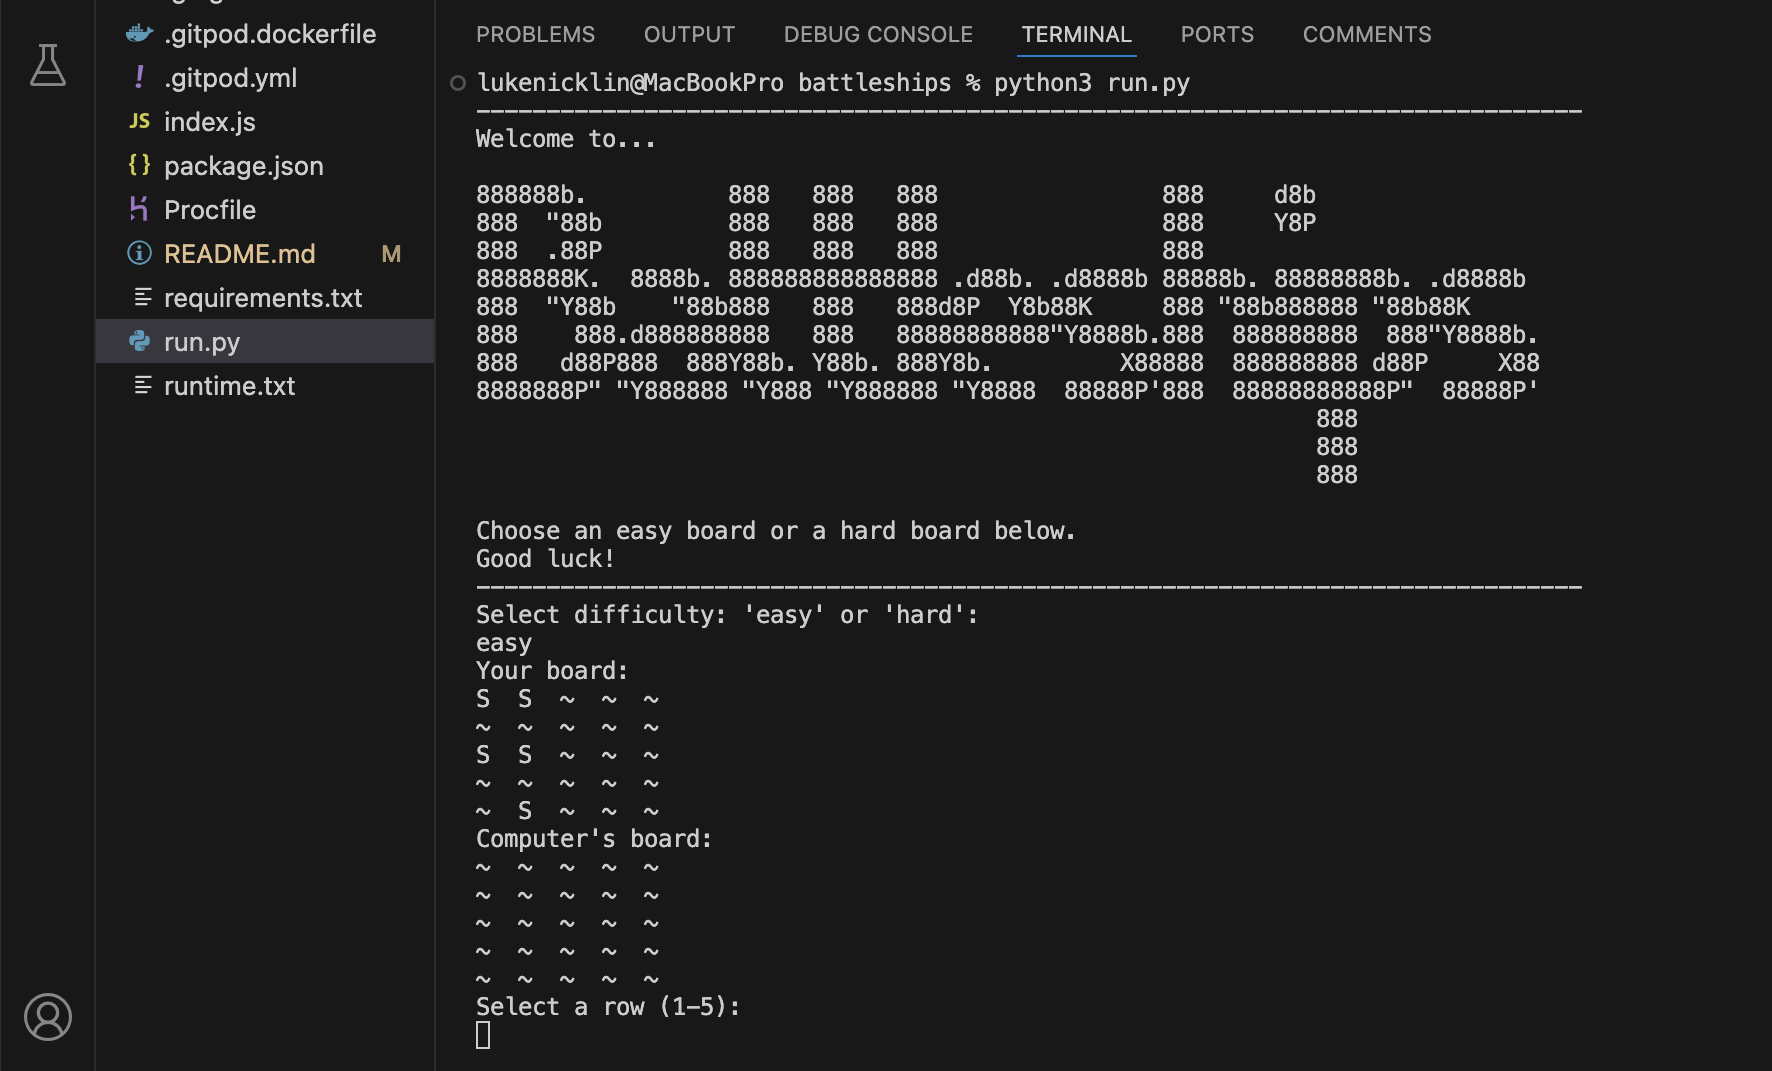 .gitpod.dockerfile
! .gitpod.yml
JS index.js
{} package.json
Procfile
README.md M
requirements.txt
run.py
runtime.txt
PROBLEMS OUTPUT DEBUG CONSOLE TERMINAL PORTS COMMENTS
lukenicklin@MacBookPro battleships % python3 run.py
-------------------------------------------------------------------------------
Welcome to...

888888b.          888   888   888                888     d8b
888  "88b         888   888   888                888     Y8P
888  .88P         888   888   888                888
8888888K.  8888b. 888888888888888 .d88b. .d8888b 88888b. 88888888b. .d8888b
888  "Y88b    "88b888   888   888d8P  Y8b88K     888 "88b888888 "88b88K
888    888.d888888888   888   88888888888"Y8888b.888  888888888  888"Y8888b.
888   d88P888  888Y88b. Y88b. 888Y8b.         X88888  888888888 d88P     X88
8888888P" "Y888888 "Y888 "Y888888 "Y8888  88888P'888  88888888888P"  88888P'
                                                            888
                                                            888
                                                            888

Choose an easy board or a hard board below.
Good luck!
-------------------------------------------------------------------------------
Select difficulty: 'easy' or 'hard':
easy
Your board:
S  S  ~  ~  ~
~  ~  ~  ~  ~
S  S  ~  ~  ~
~  ~  ~  ~  ~
~  S  ~  ~  ~
Computer's board:
~  ~  ~  ~  ~
~  ~  ~  ~  ~
~  ~  ~  ~  ~
~  ~  ~  ~  ~
~  ~  ~  ~  ~
Select a row (1-5):